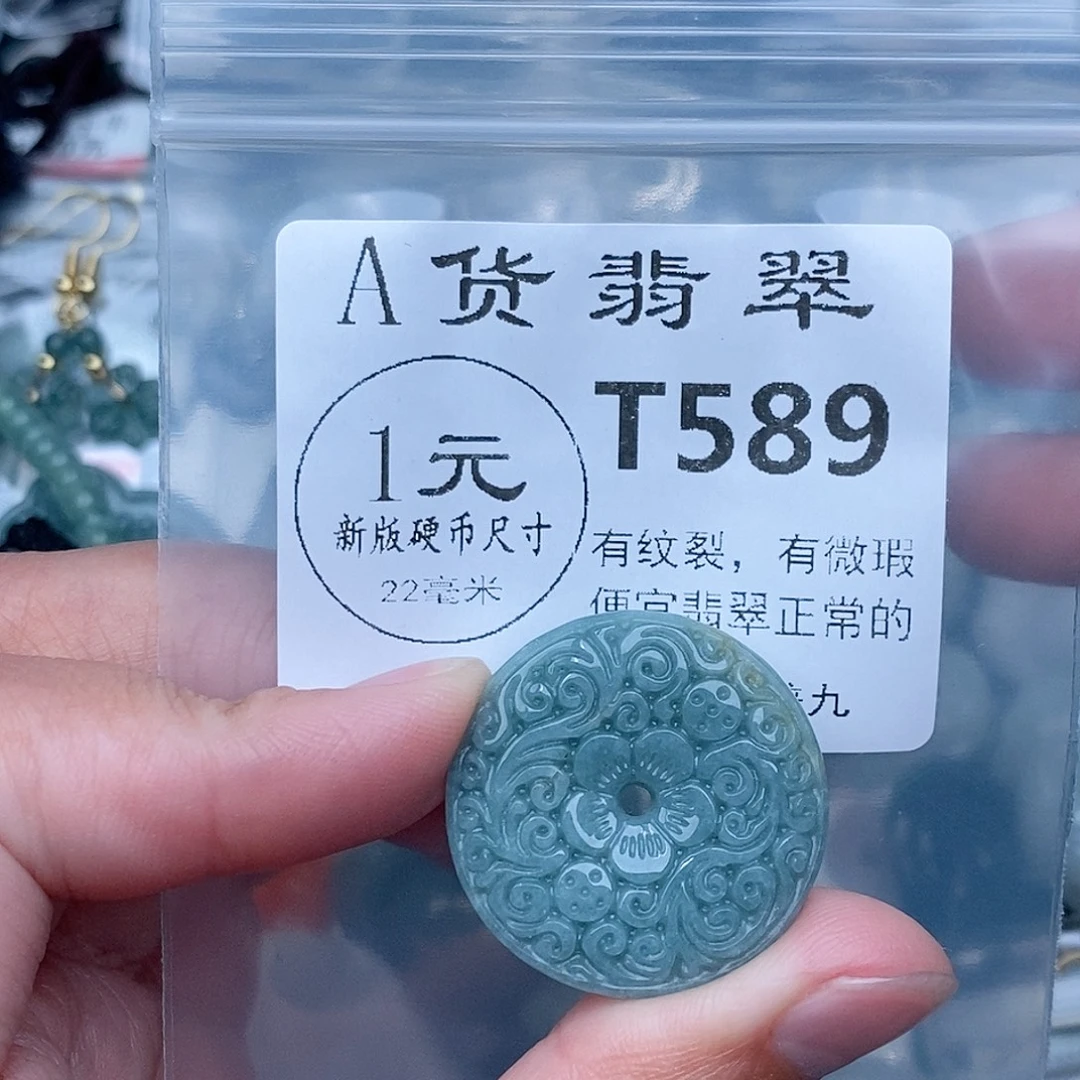 A货翡翠
T589
1元
新版硬币尺寸
22毫米
有纹裂，有微瑕
便宜翡翠正常的
九